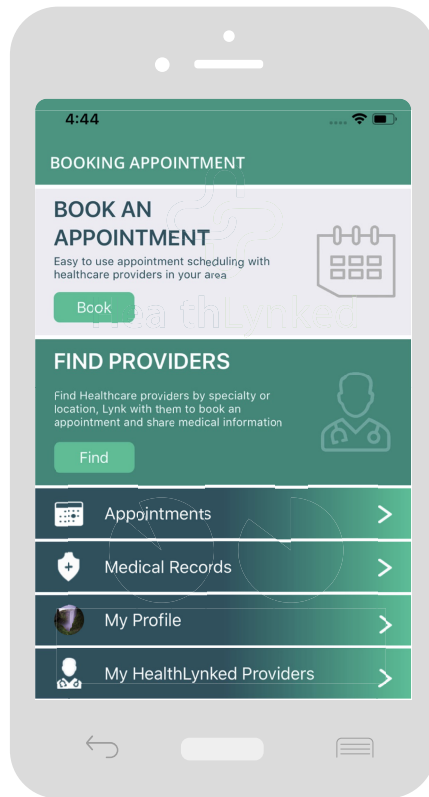 4:44
BOOKING APPOINTMENT
BOOK AN
APPOINTMENT
Easy to use appointment scheduling with
healthcare providers in your area
Book
HealthLynked
FIND PROVIDERS
Find Healthcare providers by specialty or
location, Lynk with them to book an
appointment and share medical information
Find
Appointments
Medical Records
My Profile
My HealthLynked Providers